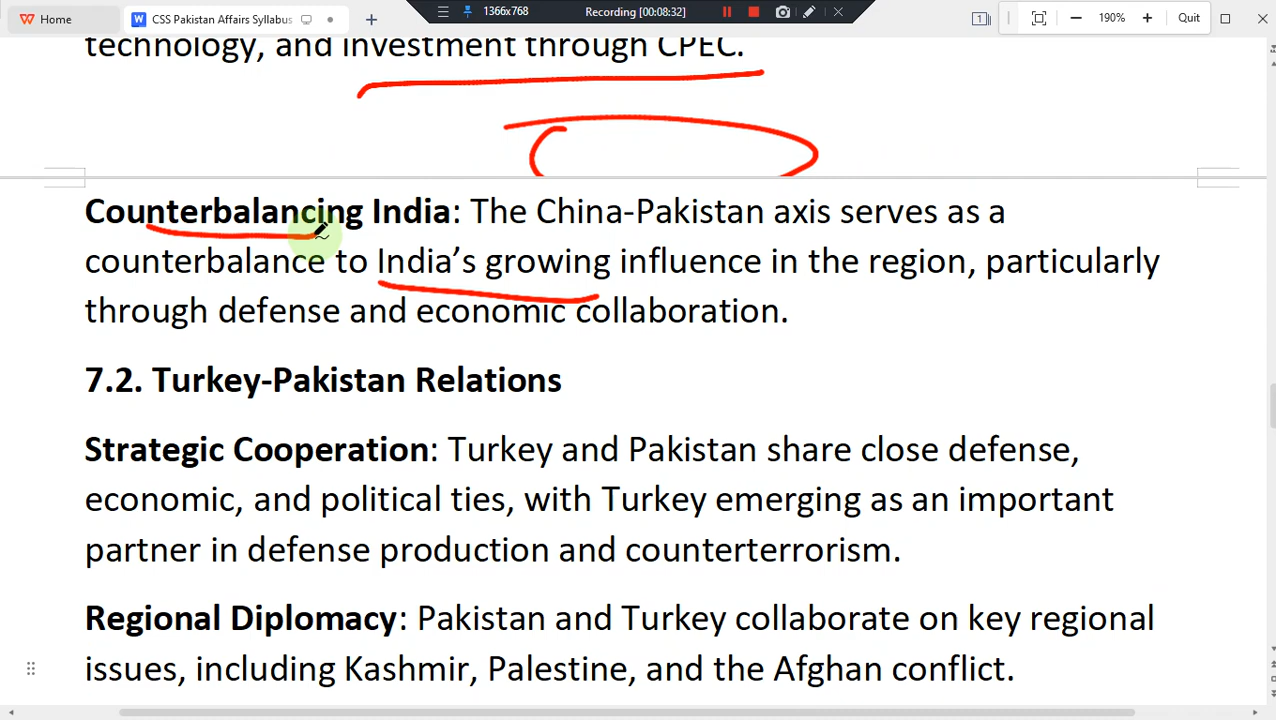 Home
CSS Pakistan Affairs Syllabus
1366x768
Recording [00:08:32]
190%
Quit
technology, and investment through CPEC.
Counterbalancing India: The China-Pakistan axis serves as a
counterbalance to India’s growing influence in the region, particularly
through defense and economic collaboration.
7.2. Turkey-Pakistan Relations
Strategic Cooperation: Turkey and Pakistan share close defense,
economic, and political ties, with Turkey emerging as an important
partner in defense production and counterterrorism.
Regional Diplomacy: Pakistan and Turkey collaborate on key regional
issues, including Kashmir, Palestine, and the Afghan conflict.